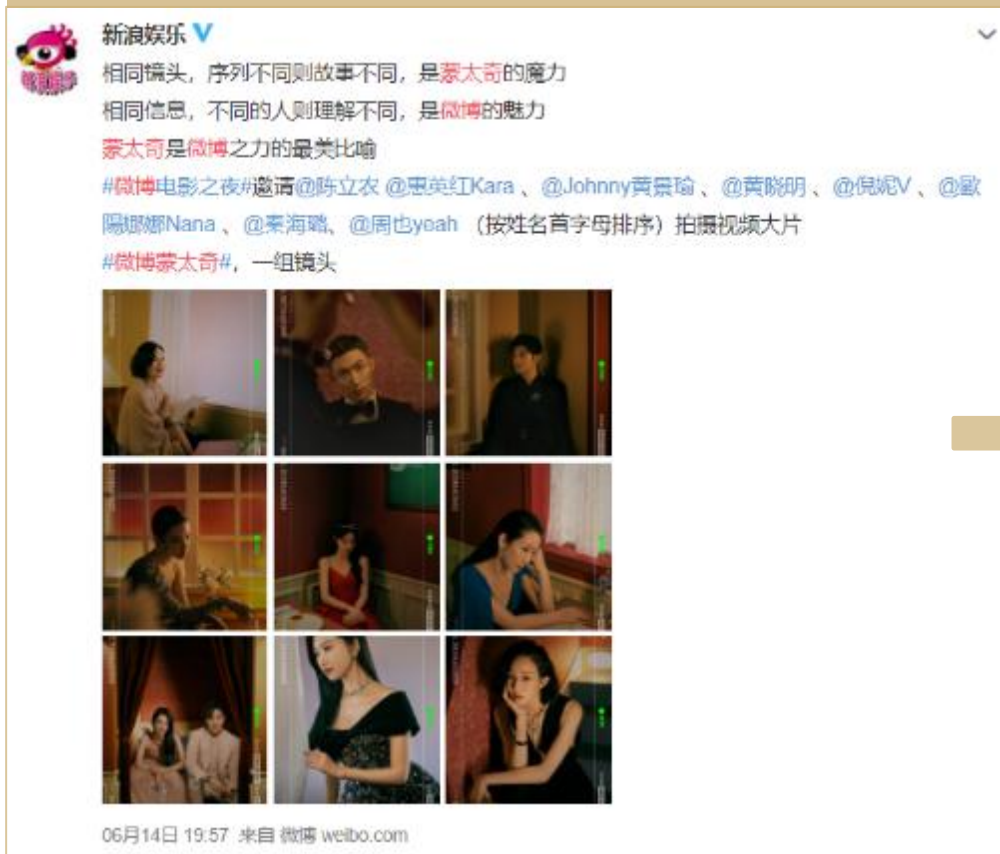 新浪娱乐
相同镜头，序列不同则故事不同，是蒙太奇的魔力
相同信息，不同的人则理解不同，是微博的魅力
蒙太奇是微博之力的最美比喻
#微博电影之夜#邀请@陈立农 @惠英红Kara 、@Johnny黄景瑜 、@黄晓明 、@倪妮V 、@歐
陽娜娜Nana 、@秦海璐、@周也yeah （按姓名首字母排序）拍摄视频大片
#微博蒙太奇#，一组镜头
06月14日 19:57 来自 微博 weibo.com